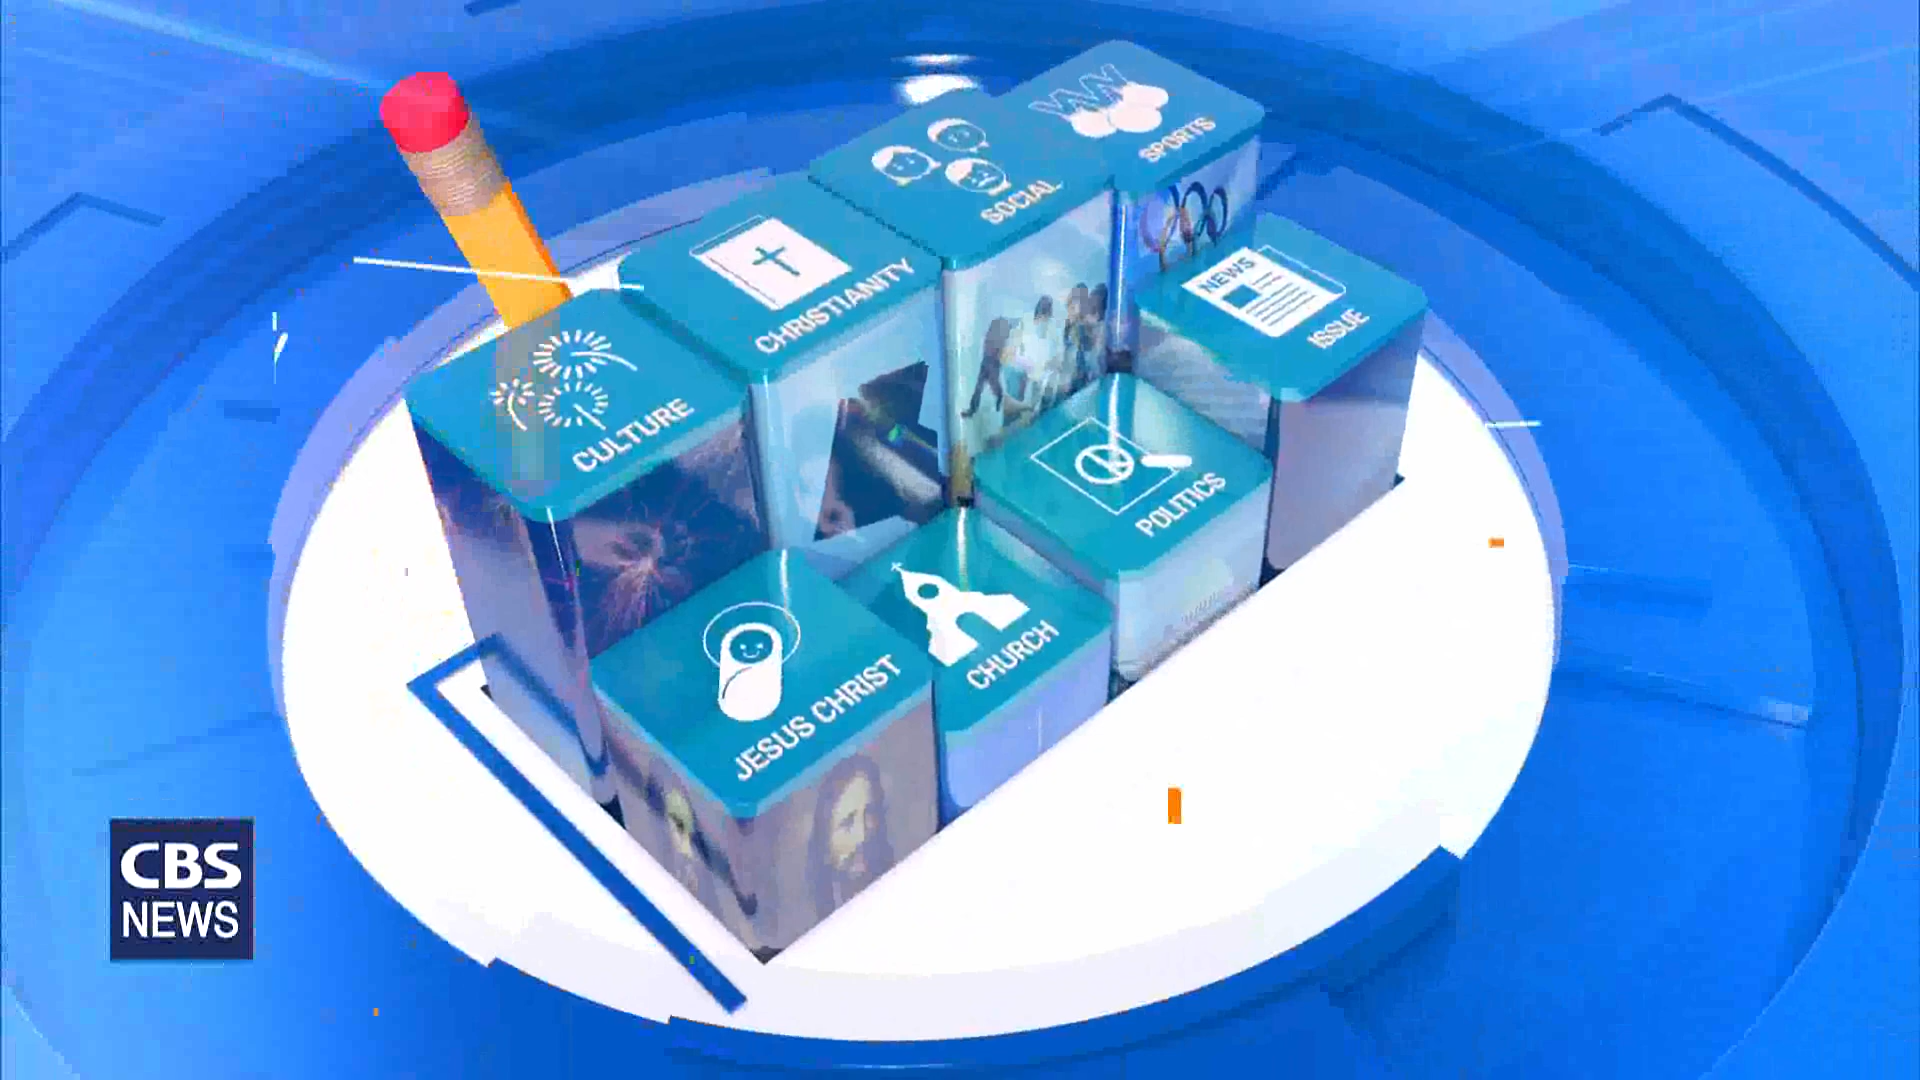 SPORTS
SOCIAL
CHRISTIANITY
NEWS
ISSUE
CULTURE
POLITICS
CHURCH
JESUS CHRIST
CBS
NEWS